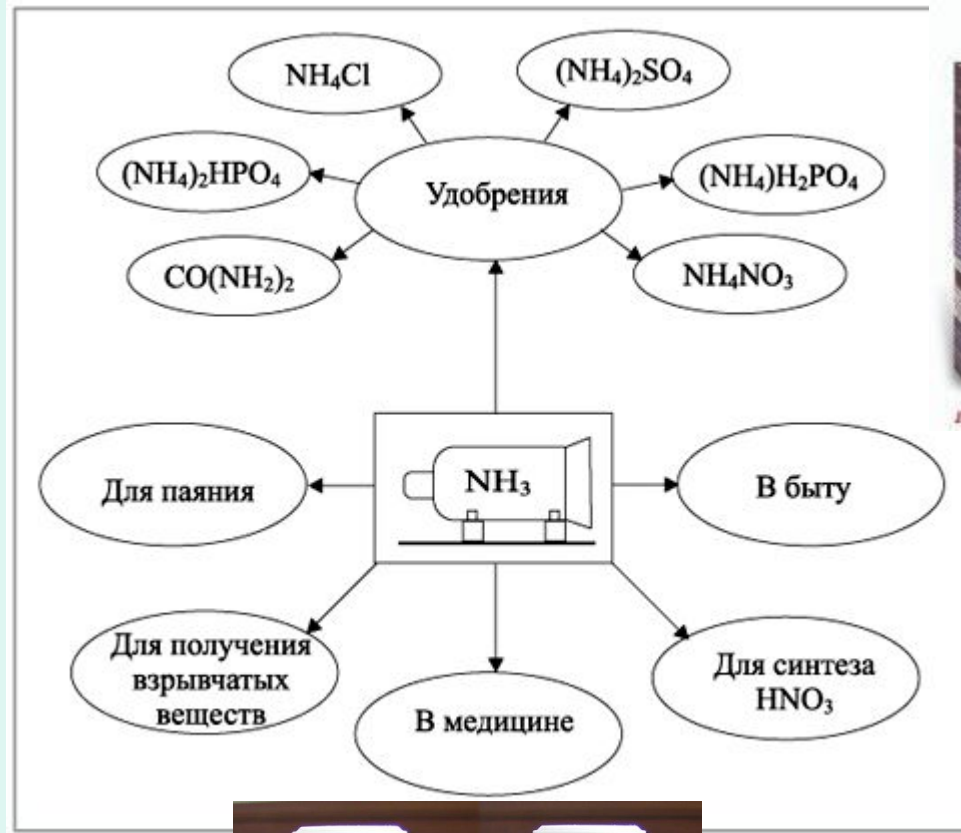 NH₄Cl
(NH₄)₂SO₄
(NH₄)₂HPO₄
Удобрения
(NH₄)H₂PO₄
CO(NH₂)₂
NH₄NO₃
Для паяния
NH₃
В быту
Для получения
взрывчатых
веществ
В медицине
Для синтеза
HNO₃